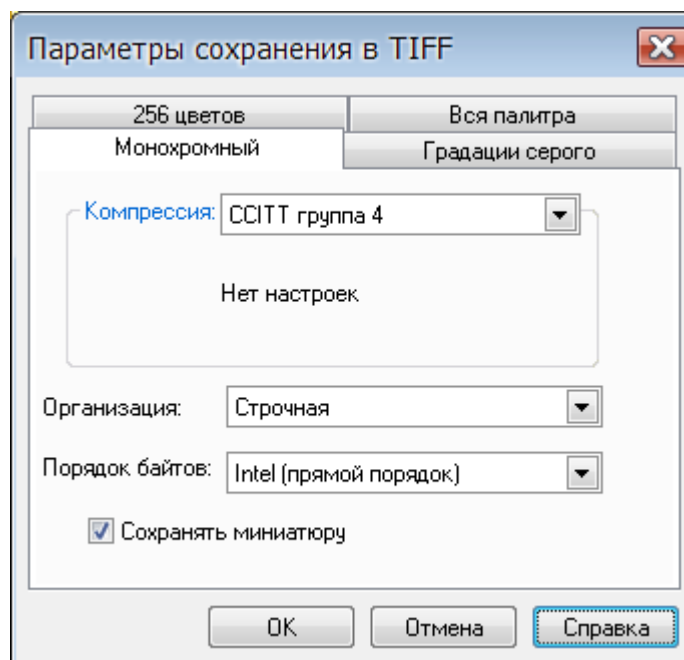 Параметры сохранения в TIFF
256 цветов
Вся палитра
Монохромный
Градации серого
Компрессия: CCITT группа 4
Нет настроек
Организация: Строчная
Порядок байтов: Intel (прямой порядок)
Сохранять миниатюру
OK
Отмена
Справка